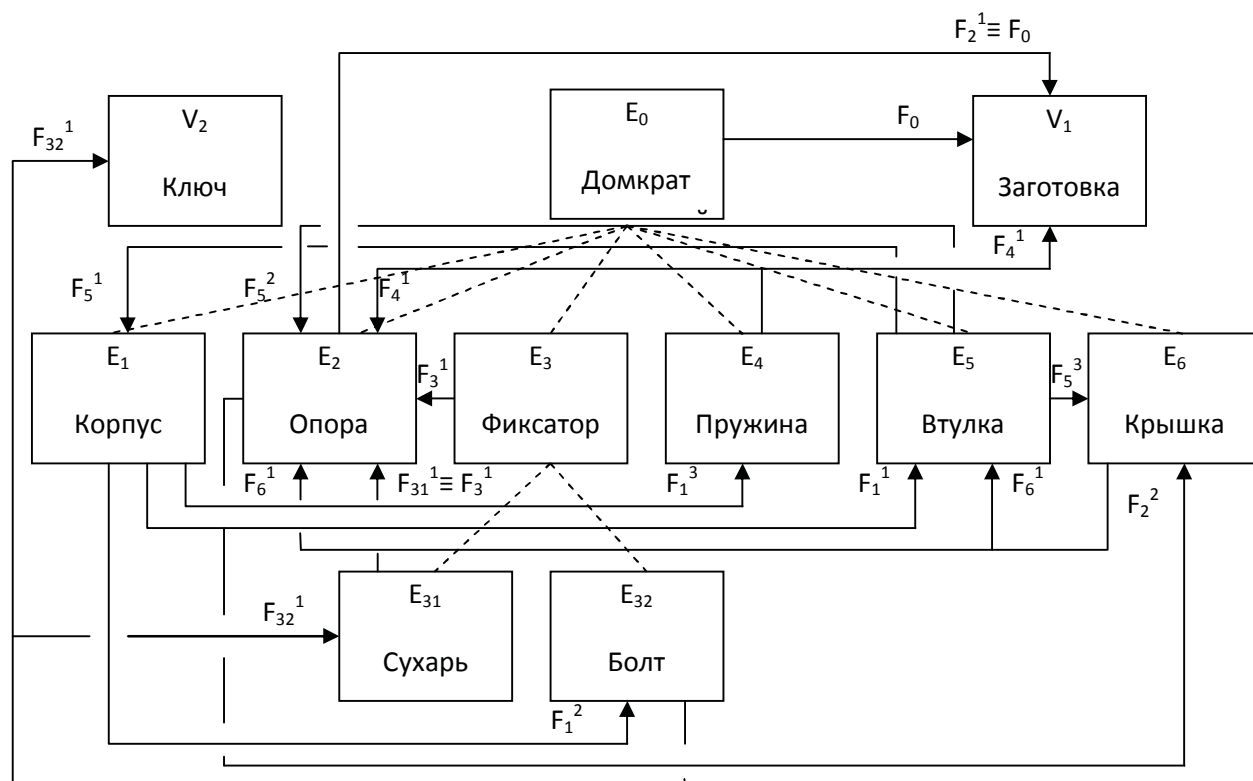 F₂¹≡ F₀
V₂
E₀
V₁
F₃₂¹
F₀
Ключ
Домкрат
Заготовка
й
F₄¹
F₅¹
F₅²
F₄¹
E₁
E₂
E₃
E₄
E₅
E₆
F₃¹
F₅³
Корпус
Опора
Фиксатор
Пружина
Втулка
Крышка
F₆¹
F₃₁¹≡ F₃¹
F₁³
F₁¹
F₆¹
F₂²
E₃₁
E₃₂
F₃₂¹
Сухарь
Болт
F₁²